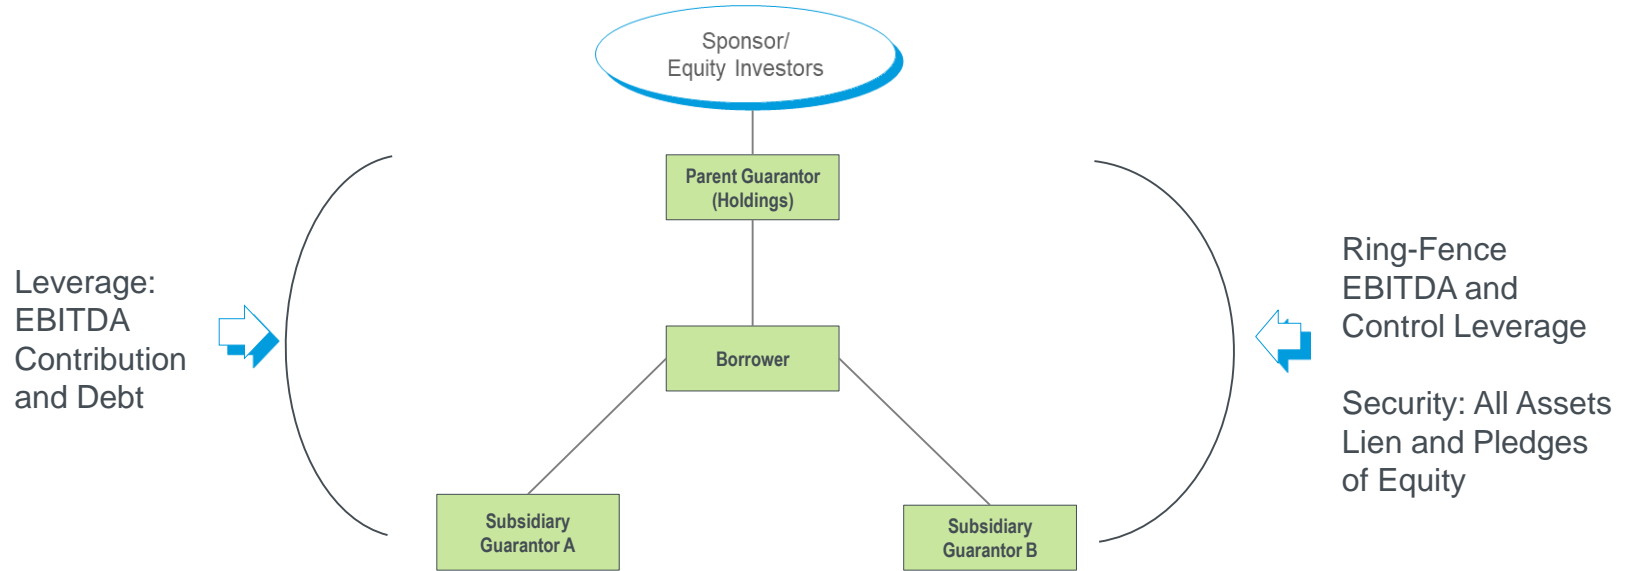 Sponsor/
Equity Investors
Parent Guarantor
(Holdings)
Leverage:
EBITDA
Contribution
and Debt
Ring-Fence
EBITDA and
Control Leverage
Security: All Assets
Lien and Pledges
of Equity
Borrower
Subsidiary
Guarantor A
Subsidiary
Guarantor B